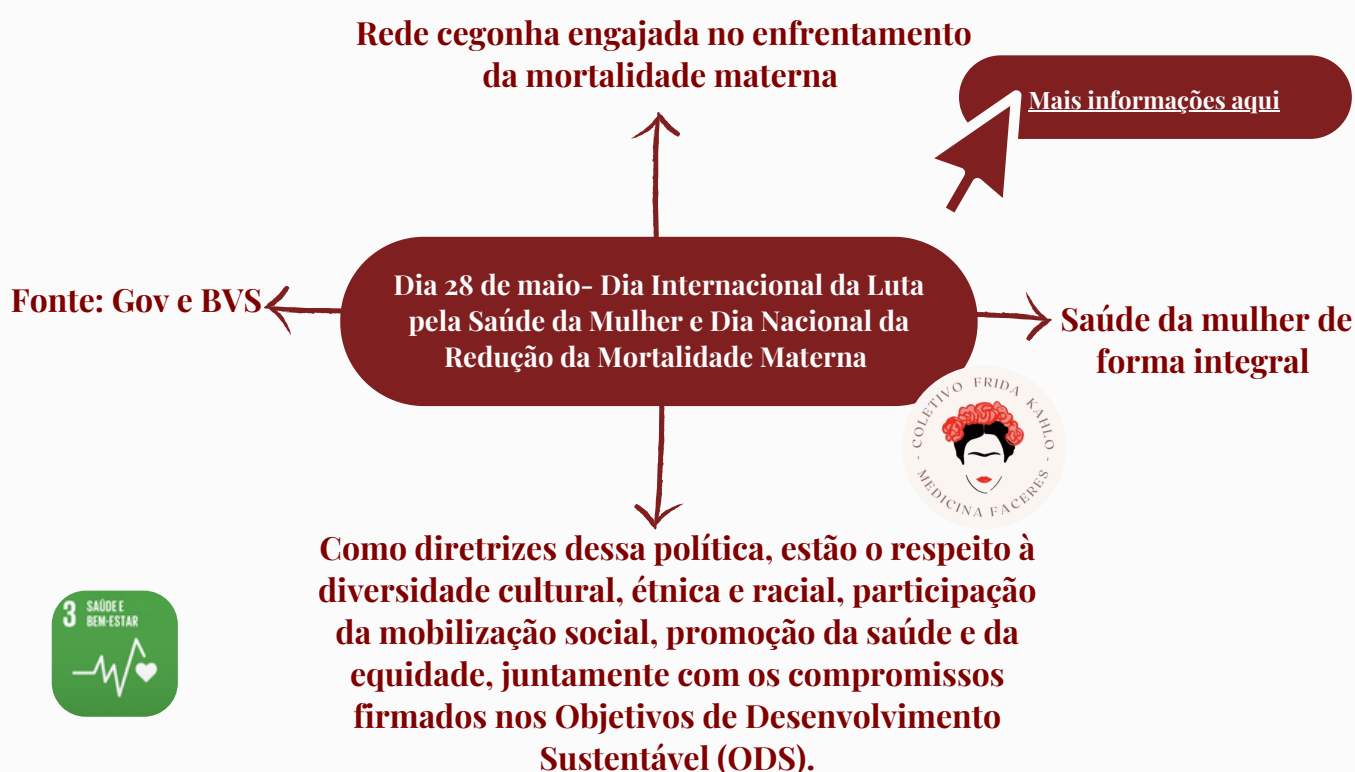 Rede cegonha engajada no enfrentamento
da mortalidade materna
Mais informações aqui
Dia 28 de maio- Dia Internacional da Luta
pela Saúde da Mulher e Dia Nacional da
Redução da Mortalidade Materna
Fonte: Gov e BVS
Saúde da mulher de
forma integral
- COLETIVO FRIDA KAHLO -
MEDICINA FACERES
Como diretrizes dessa política, estão o respeito à
diversidade cultural, étnica e racial, participação
da mobilização social, promoção da saúde e da
equidade, juntamente com os compromissos
firmados nos Objetivos de Desenvolvimento
Sustentável (ODS).
3 SAÚDE E
BEM-ESTAR